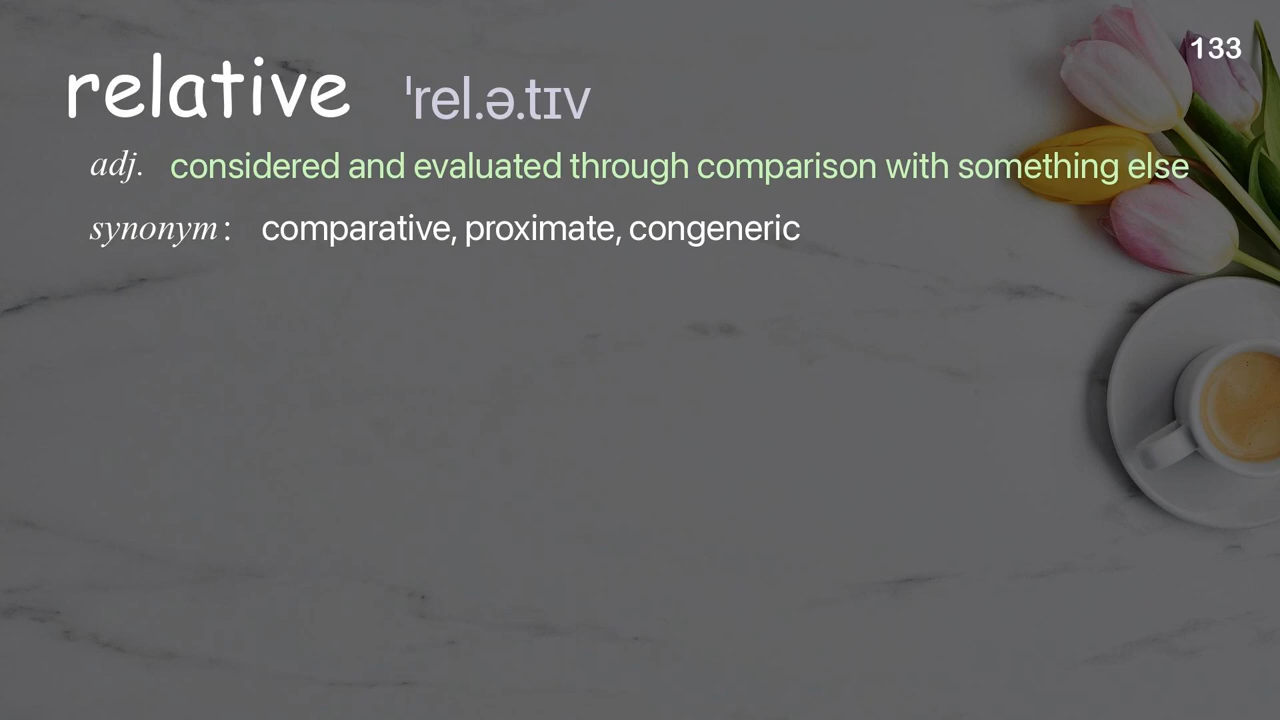 133
relative ˈrel.ə.tɪv
adj. considered and evaluated through comparison with something else
synonym: comparative, proximate, congeneric